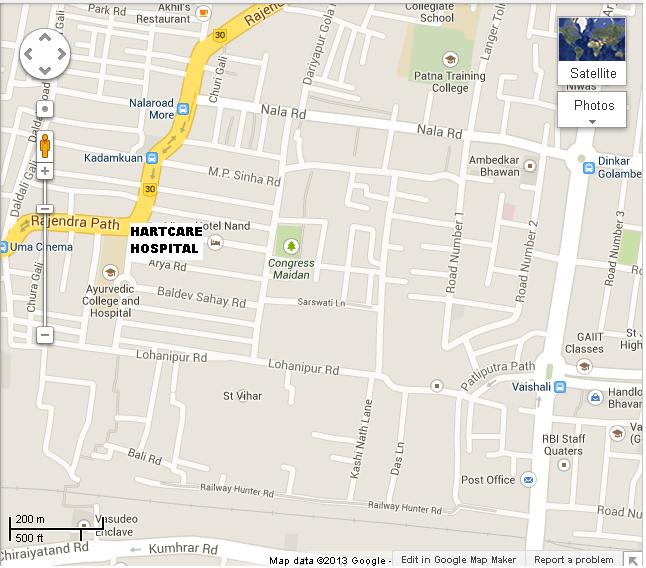 Park Rd
Akhil's
Restaurant
Rajendra
30
Collegiate
School
Patna Training
College
Satellite
Niwas
Photos
Nalaroad
More
Churi Gali
Dariyapur Gola
Nala Rd
Nala Rd
Kadamkuan
30
M.P. Sinha Rd
Ambedkar
Bhawan
Dinkar
Golambe
Daldali Gali
Rajendra Path
HARTCARE
HOSPITAL
Hotel Nand
Uma Cinema
Arya Rd
Congress
Maidan
Road Number 1
Road Number 2
Road Number 3
Chura Gali
Ayurvedic
College and
Hospital
Baldev Sahay Rd
Sarswati Ln
GAIIT
Classes
St J
High
Lohanipur Rd
Lohanipur Rd
Patliputra Path
Vaishali
Handlo
Bhavan
St Vihar
Kashi Nath Lane
Das Ln
Va
RBI Staff
Quaters
Bali Rd
Post Office
Railway Hunter Rd
Railway Hunter Rd
200 m
500 ft
Vasudeo
Enclave
Road Nu
Chiraiyatand Rd
Kumhrar Rd
Map data ©2013 Google -
Edit in Google Map Maker
Report a problem